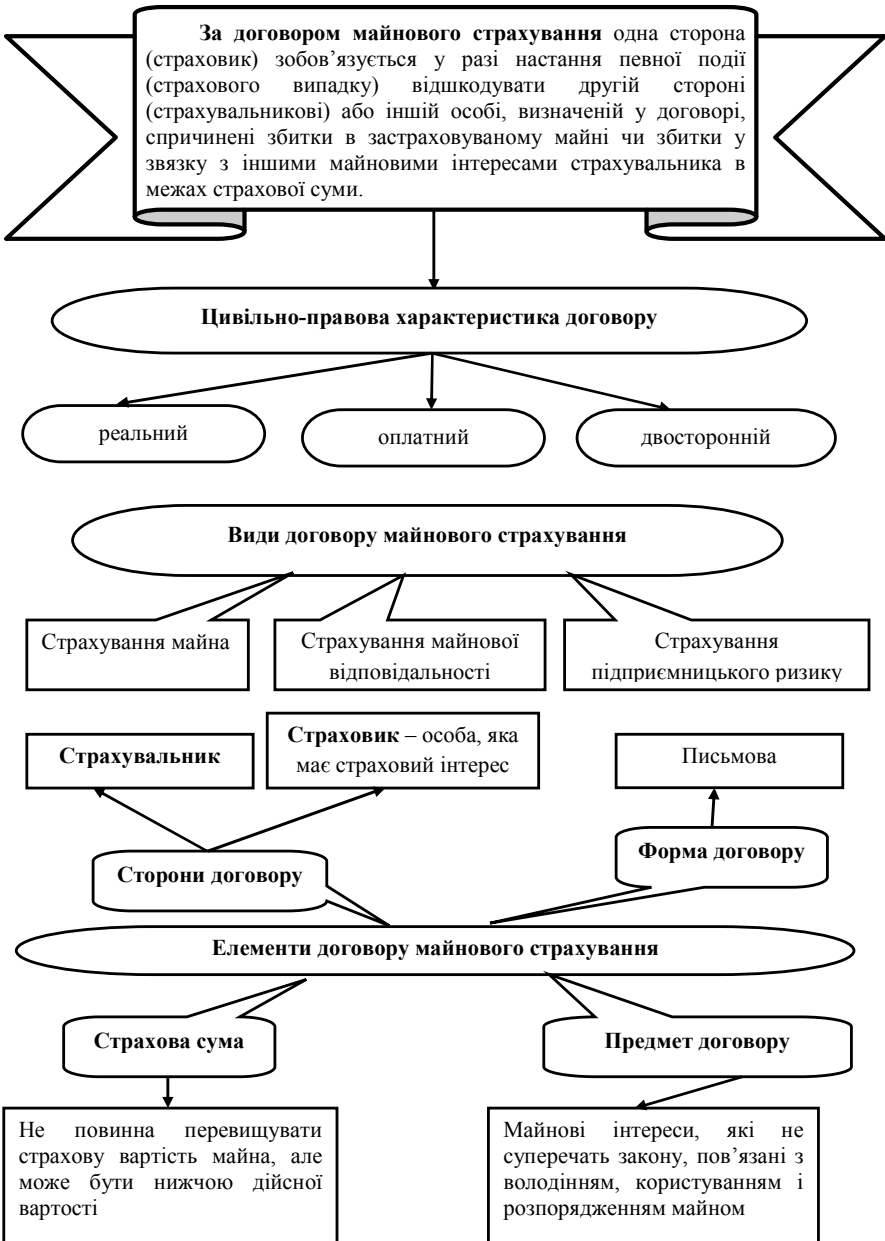 За договором майнового страхування одна сторона
(страховик) зобов’язується у разі настання певної події
(страхового випадку) відшкодувати другій стороні
(страхувальникові) або іншій особі, визначеній у договорі,
спричинені збитки в застраховуваному майні чи збитки у
звязку з іншими майновими інтересами страхувальника в
межах страхової суми.
Цивільно-правова характеристика договору
реальний
оплатний
двосторонній
Види договору майнового страхування
Страхування майна
Страхування майнової
відповідальності
Страхування
підприємницького ризику
Страхувальник
Страховик – особа, яка
має страховий інтерес
Письмова
Сторони договору
Форма договору
Елементи договору майнового страхування
Страхова сума
Предмет договору
Не повинна перевищувати
страхову вартість майна, але
може бути нижчою дійсної
вартості
Майнові інтереси, які не
суперечать закону, пов’язані з
володінням, користуванням і
розпорядженням майном